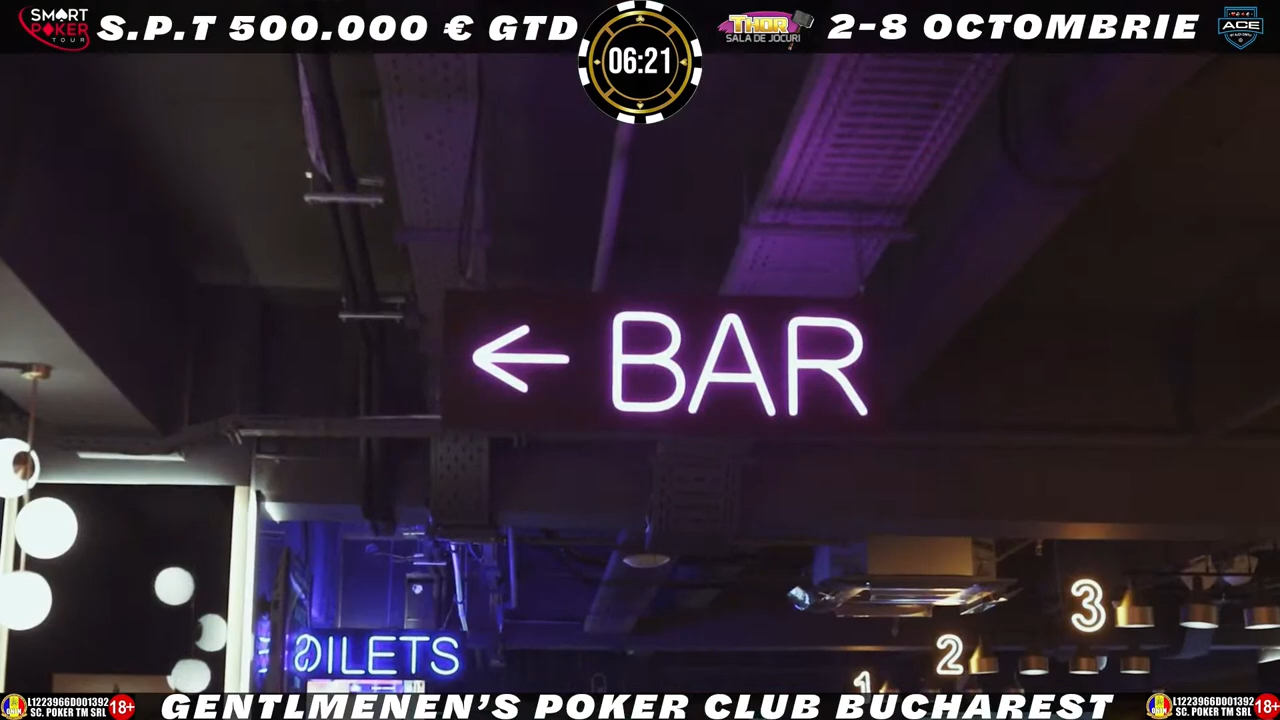 SMART
POKER
TOUR
S.P.T 500.000 € GTD
06:21
THOR
SALA DE JOCURI
2-8 OCTOMBRIE
ACE
← BAR
OILETS
3
2
1
L1223966D001392
SC. POKER TM SRL
18+
GENTLMENEN'S POKER CLUB BUCHAREST
L1223966D001392
SC. POKER TM SRL
18+